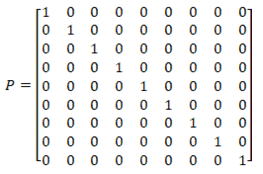 1 0 0 0 0 0 0 0 0
0 1 0 0 0 0 0 0 0
0 0 1 0 0 0 0 0 0
0 0 0 1 0 0 0 0 0
P = 0 0 0 0 1 0 0 0 0
0 0 0 0 0 1 0 0 0
0 0 0 0 0 0 1 0 0
0 0 0 0 0 0 0 1 0
0 0 0 0 0 0 0 0 1